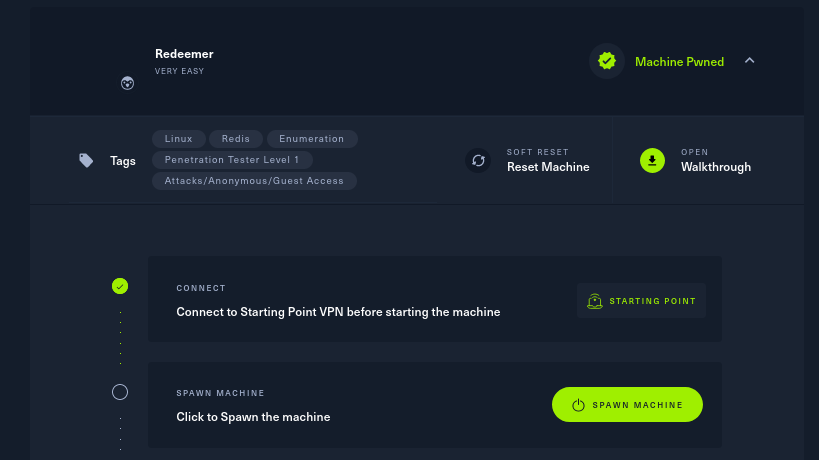 Redeemer
VERY EASY
Machine Pwned
Tags
Linux
Redis
Enumeration
Penetration Tester Level 1
Attacks/Anonymous/Guest Access
SOFT RESET
Reset Machine
OPEN
Walkthrough
CONNECT
Connect to Starting Point VPN before starting the machine
STARTING POINT
SPAWN MACHINE
Click to Spawn the machine
SPAWN MACHINE